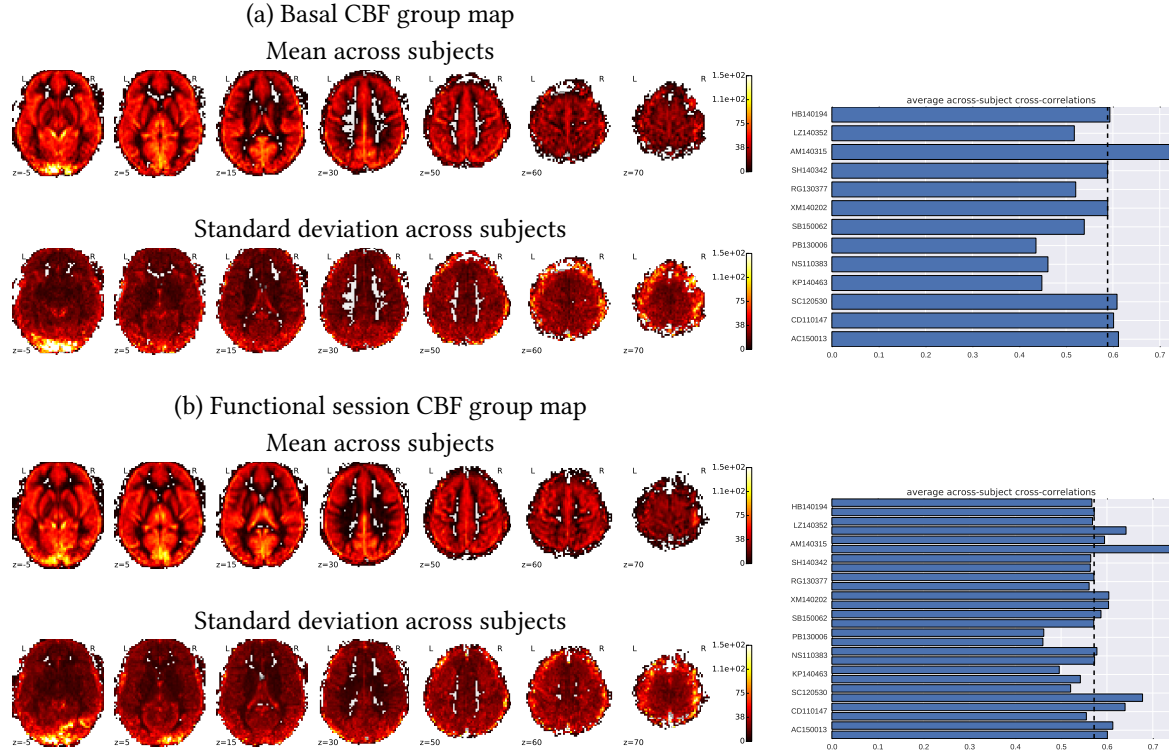 (a) Basal CBF group map
Mean across subjects
L R L R L R L R L R L R L R
z=-5 z=5 z=15 z=30 z=50 z=60 z=70
1.5e+02
1.1e+02
75
38
0
Standard deviation across subjects
L R L R L R L R L R L R L R
z=-5 z=5 z=15 z=30 z=50 z=60 z=70
1.5e+02
1.1e+02
75
38
0
average across-subject cross-correlations
HB140194
LZ140352
AM140315
SH140342
RG130377
XM140202
SB150062
PB130006
NS110383
KP140463
SC120530
CD110147
AC150013
0.0 0.1 0.2 0.3 0.4 0.5 0.6 0.7
(b) Functional session CBF group map
Mean across subjects
L R L R L R L R L R L R L R
z=-5 z=5 z=15 z=30 z=50 z=60 z=70
1.5e+02
1.1e+02
75
38
0
Standard deviation across subjects
L R L R L R L R L R L R L R
z=-5 z=5 z=15 z=30 z=50 z=60 z=70
1.5e+02
1.1e+02
75
38
0
average across-subject cross-correlations
HB140194
LZ140352
AM140315
SH140342
RG130377
XM140202
SB150062
PB130006
NS110383
KP140463
SC120530
CD110147
AC150013
0.0 0.1 0.2 0.3 0.4 0.5 0.6 0.7